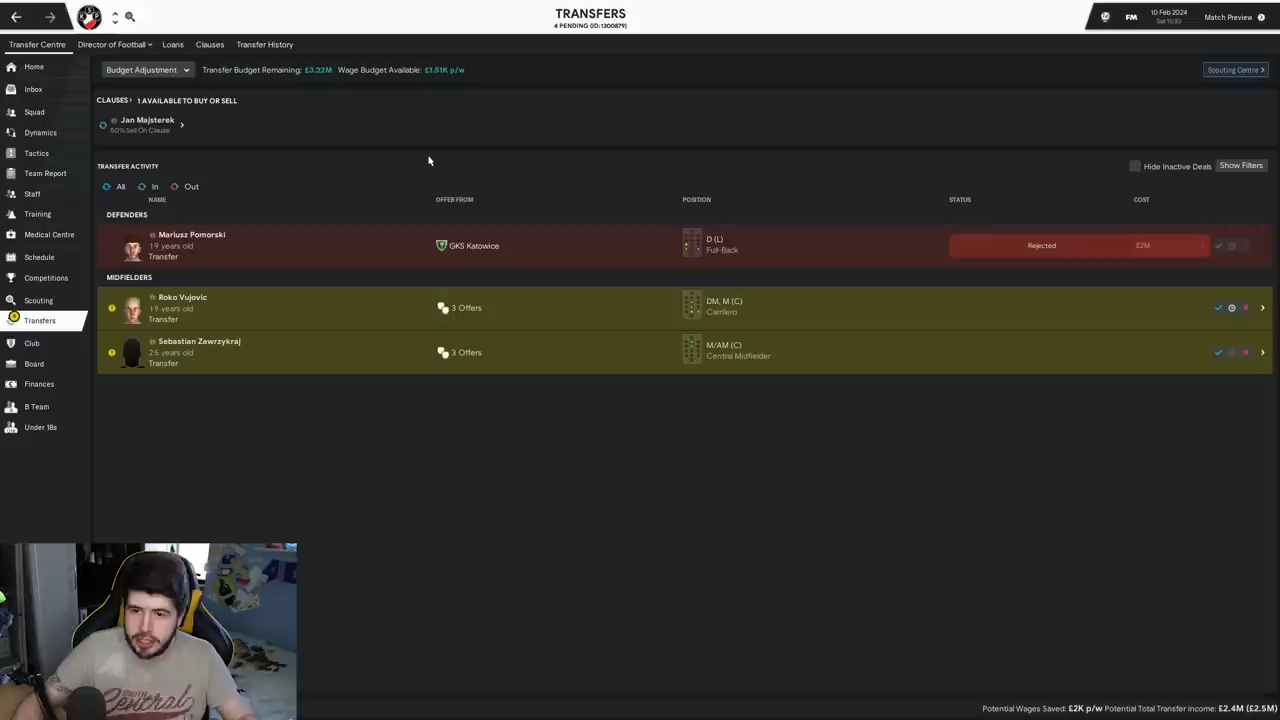 TRANSFERS
4 PENDING (ID:1300879)
10 Feb 2024
Sat 15:30
FM
Match Preview
Transfer Centre
Director of Football
Loans
Clauses
Transfer History
Home
Inbox
Squad
Dynamics
Tactics
Team Report
Staff
Training
Medical Centre
Schedule
Competitions
Scouting
Transfers
Club
Board
Finances
B Team
Under 18s
Budget Adjustment
Transfer Budget Remaining: £3.22M
Wage Budget Available: £1.51K p/w
Scouting Centre >
CLAUSES > 1 AVAILABLE TO BUY OR SELL
Jan Majsterek
50% Sell On Clause
TRANSFER ACTIVITY
Hide Inactive Deals
Show Filters
All
In
Out
NAME
OFFER FROM
POSITION
STATUS
COST
DEFENDERS
Mariusz Pomorski
19 years old
Transfer
GKS Katowice
D (L)
Full-Back
Rejected
£2M
MIDFIELDERS
Roko Vujovic
19 years old
Transfer
3 Offers
DM, M (C)
Carrilero
Sebastian Zawrzykraj
25 years old
Transfer
3 Offers
M/AM (C)
Central Midfielder
Central
Potential Wages Saved: £2K p/w Potential Total Transfer income: £2.4M (£2.5M)